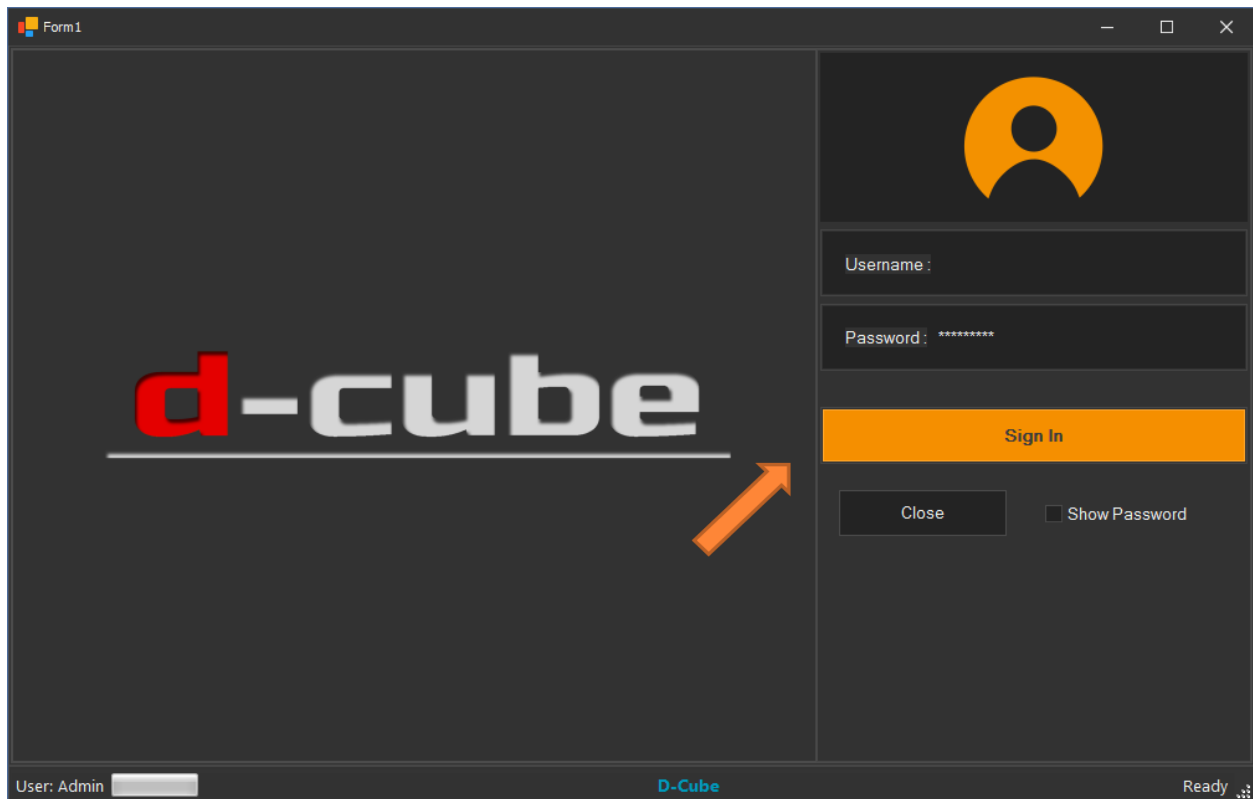 Form1
d-cube
Username :
Password : *********
Sign In
Close
Show Password
User: Admin
D-Cube
Ready